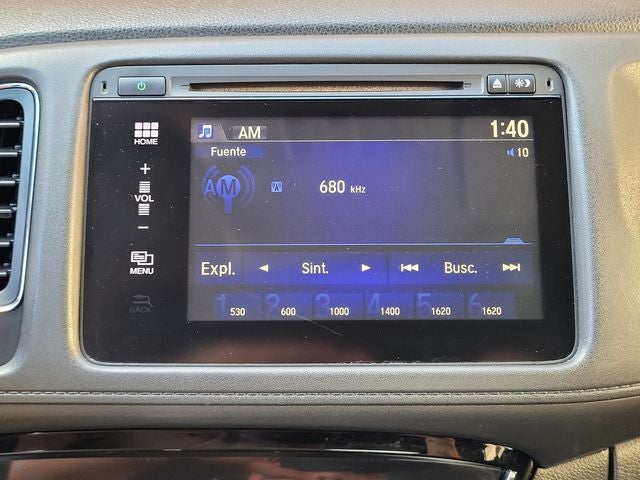 HOME
+
VOL
−
MENU
BACK
AM 1:40
Fuente 10
AM 680 kHz
Expl. Sint. Busc.
1 530 2 600 3 1000 4 1400 5 1620 6 1620